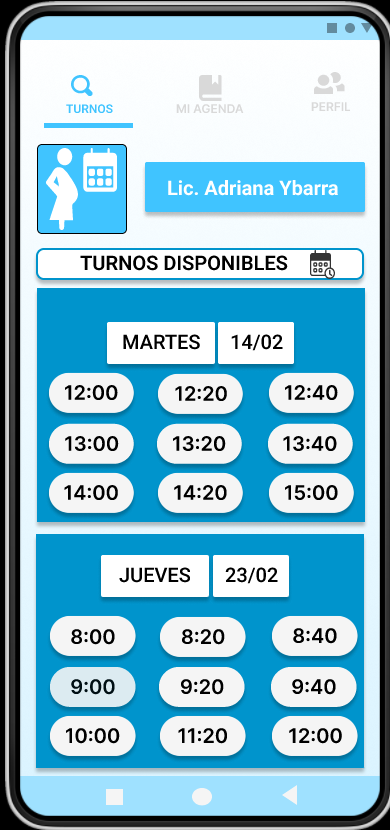 TURNOS MI AGENDA PERFIL
Lic. Adriana Ybarra
TURNOS DISPONIBLES
MARTES 14/02
12:00 12:20 12:40
13:00 13:20 13:40
14:00 14:20 15:00
JUEVES 23/02
8:00 8:20 8:40
9:00 9:20 9:40
10:00 11:20 12:00